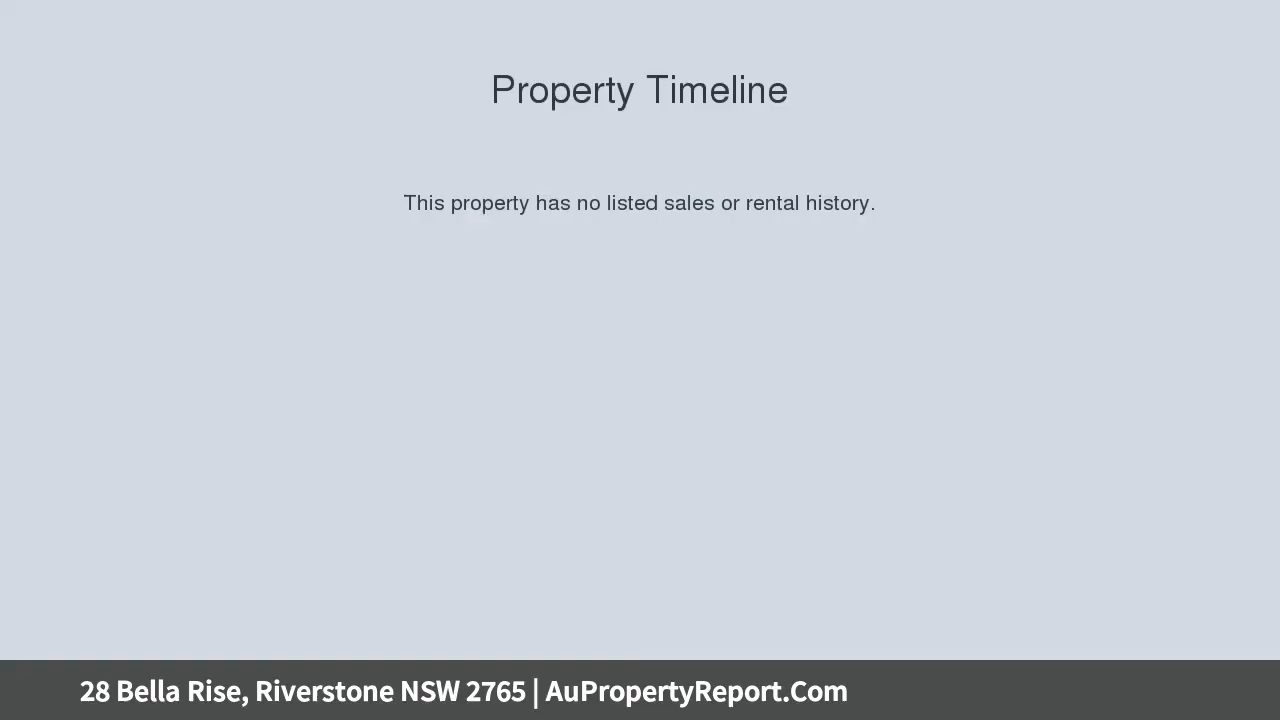 Property Timeline
This property has no listed sales or rental history.
28 Bella Rise, Riverstone NSW 2765 | AuPropertyReport.Com